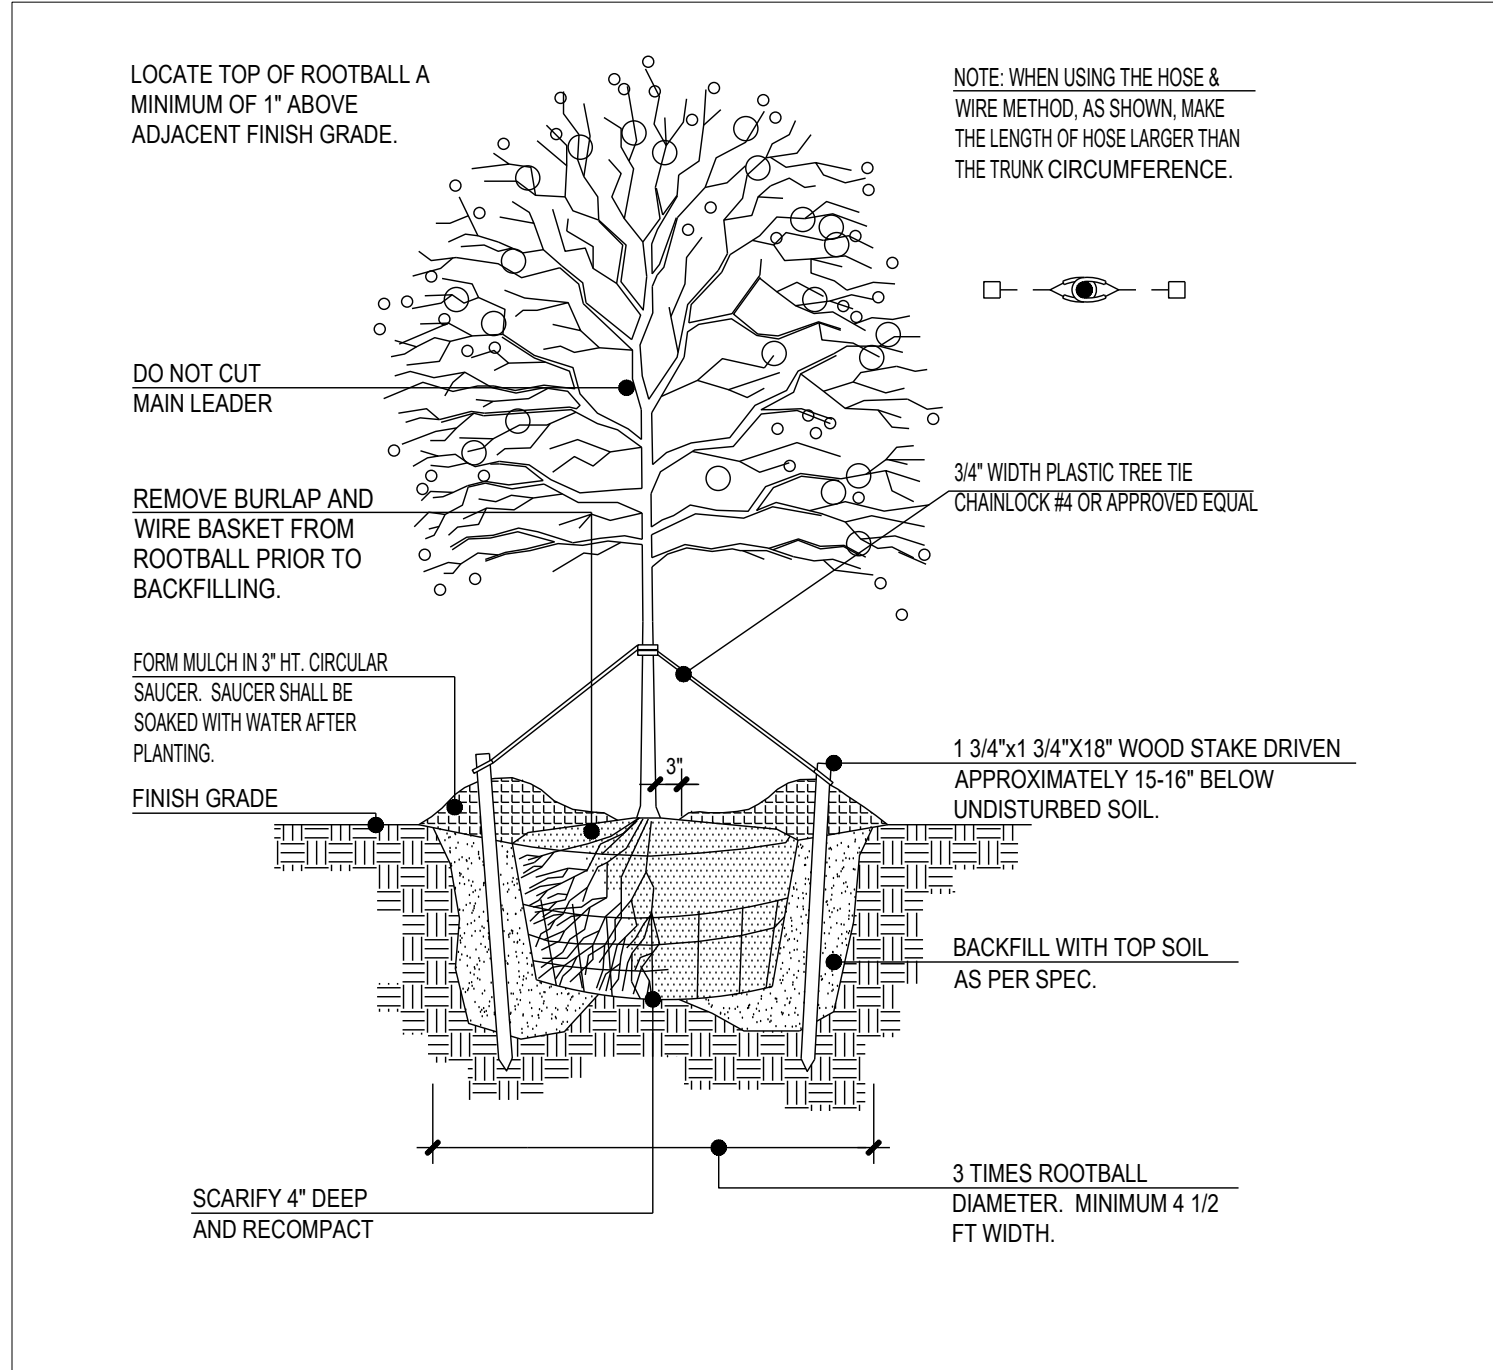 LOCATE TOP OF ROOTBALL A
MINIMUM OF 1" ABOVE
ADJACENT FINISH GRADE.
NOTE: WHEN USING THE HOSE &
WIRE METHOD, AS SHOWN, MAKE
THE LENGTH OF HOSE LARGER THAN
THE TRUNK CIRCUMFERENCE.
DO NOT CUT
MAIN LEADER
3/4" WIDTH PLASTIC TREE TIE
CHAINLOCK #4 OR APPROVED EQUAL
REMOVE BURLAP AND
WIRE BASKET FROM
ROOTBALL PRIOR TO
BACKFILLING.
FORM MULCH IN 3" HT. CIRCULAR
SAUCER. SAUCER SHALL BE
SOAKED WITH WATER AFTER
PLANTING.
3"
1 3/4"x1 3/4"X18" WOOD STAKE DRIVEN
APPROXIMATELY 15-16" BELOW
UNDISTURBED SOIL.
FINISH GRADE
BACKFILL WITH TOP SOIL
AS PER SPEC.
SCARIFY 4" DEEP
AND RECOMPACT
3 TIMES ROOTBALL
DIAMETER. MINIMUM 4 1/2
FT WIDTH.